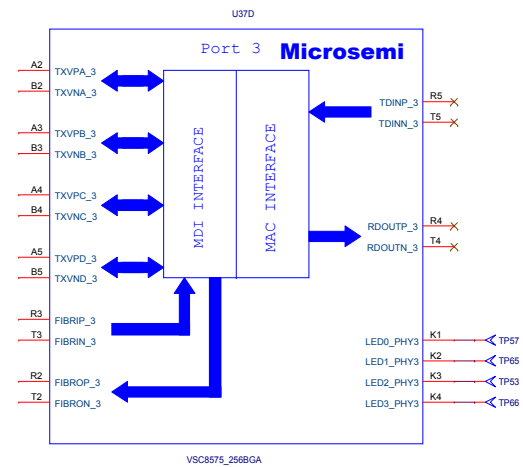 U37D
Port 3 Microsemi
A2 TXVPA_3
B2 TXVNA_3
A3 TXVPB_3
B3 TXVNB_3
A4 TXVPC_3
B4 TXVNC_3
A5 TXVPD_3
B5 TXVND_3
R3 FIBRIP_3
T3 FIBRIN_3
R2 FIBROP_3
T2 FIBRON_3
MDI INTERFACE
MAC INTERFACE
TDINP_3 R5
TDINN_3 T5
RDOUTP_3 R4
RDOUTN_3 T4
LED0_PHY3 K1 TP57
LED1_PHY3 K2 TP65
LED2_PHY3 K3 TP53
LED3_PHY3 K4 TP66
VSC8575_256BGA